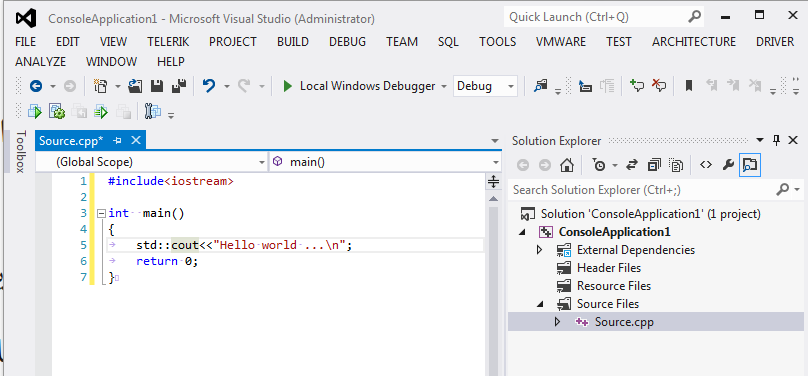 ConsoleApplication1 - Microsoft Visual Studio (Administrator)
Quick Launch (Ctrl+Q)
FILE EDIT VIEW TELERIK PROJECT BUILD DEBUG TEAM SQL TOOLS VMWARE TEST ARCHITECTURE DRIVER
ANALYZE WINDOW HELP
Local Windows Debugger Debug
Toolbox
Source.cpp*
(Global Scope) main()
1 #include<iostream>
2
3 int main()
4 {
5 std::cout<<"Hello world ...\n";
6 return 0;
7 }
Solution Explorer
Search Solution Explorer (Ctrl+;)
Solution 'ConsoleApplication1' (1 project)
ConsoleApplication1
External Dependencies
Header Files
Resource Files
Source Files
Source.cpp